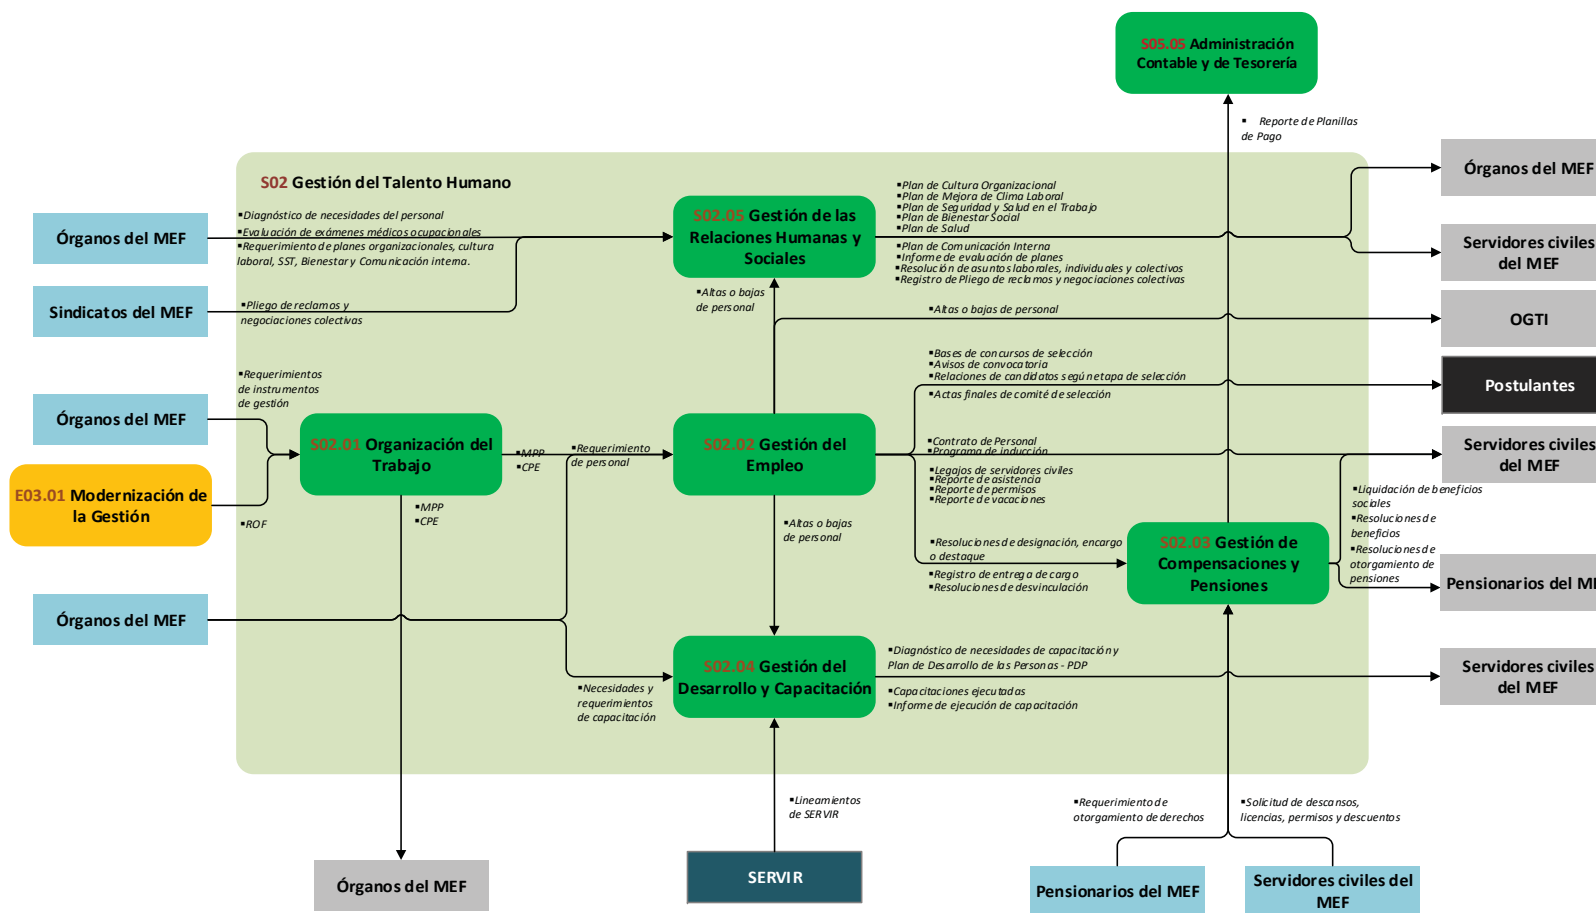 S05.05 Administración
Contable y de Tesorería
▪ Reporte de Planillas
de Pago
S02 Gestión del Talento Humano
Órganos del MEF
▪Diagnóstico de necesidades del personal
▪Evaluación de exámenes médicos ocupacionales
▪Requerimiento de planes organizacionales, cultura
laboral, SST, Bienestar y Comunicación interna.
Sindicatos del MEF
▪Pliego de reclamos y
negociaciones colectivas
S02.05 Gestión de las
Relaciones Humanas y
Sociales
▪Plan de Cultura Organizacional
▪Plan de Mejora de Clima Laboral
▪Plan de Seguridad y Salud en el Trabajo
▪Plan de Bienestar Social
▪Plan de Salud
▪Plan de Comunicación Interna
▪Informe de evaluación de planes
▪Resolución de asuntos laborales, individuales y colectivos
▪Registro de Pliego de reclamos y negociaciones colectivas
Órganos del MEF
Servidores civiles
del MEF
▪Altas o bajas
de personal
▪Altas o bajas de personal
OGTI
▪Bases de concursos de selección
▪Avisos de convocatoria
▪Relaciones de candidatos según etapa de selección
▪Actas finales de comité de selección
Postulantes
▪Requerimientos
de instrumentos
de gestión
Órganos del MEF
E03.01 Modernización de
la Gestión
▪ROF
S02.01 Organización del
Trabajo
▪MPP
▪CPE
▪MPP
▪CPE
▪Requerimiento
de personal
S02.02 Gestión del
Empleo
▪Contrato de Personal
▪Programa de inducción
▪Legajos de servidores civiles
▪Reporte de asistencia
▪Reporte de permisos
▪Reporte de vacaciones
Servidores civiles
del MEF
▪Liquidación de beneficios
sociales
▪Resoluciones de
beneficios
▪Resoluciones de
otorgamiento de
pensiones
▪Altas o bajas
de personal
▪Resoluciones de designación, encargo
o destaque
▪Registro de entrega de cargo
▪Resoluciones de desvinculación
S02.03 Gestión de
Compensaciones y
Pensiones
Pensionarios del
Órganos del MEF
▪Necesidades y
requerimientos
de capacitación
S02.04 Gestión del
Desarrollo y Capacitación
▪Diagnóstico de necesidades de capacitación y
Plan de Desarrollo de las Personas - PDP
▪Capacitaciones ejecutadas
▪Informe de ejecución de capacitación
Servidores civiles
del MEF
▪Lineamientos
de SERVIR
▪Requerimiento de
otorgamiento de derechos
▪Solicitud de descansos,
licencias, permisos y descuentos
Órganos del MEF
SERVIR
Pensionarios del MEF
Servidores civiles del
MEF